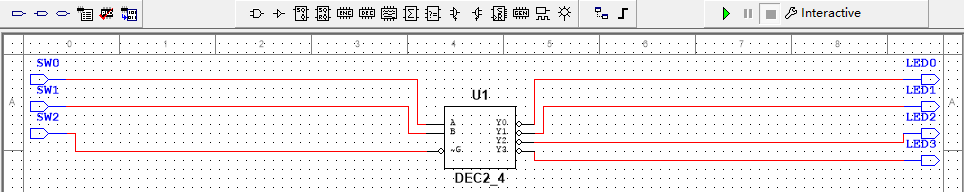 Interactive
0 1 2 3 4 5 6 7 8
SW0 LED0
A SW1 U1 LED1 A
SW2 A Y0 LED2
B Y1
Y2
~G Y3 LED3
DEC2_4